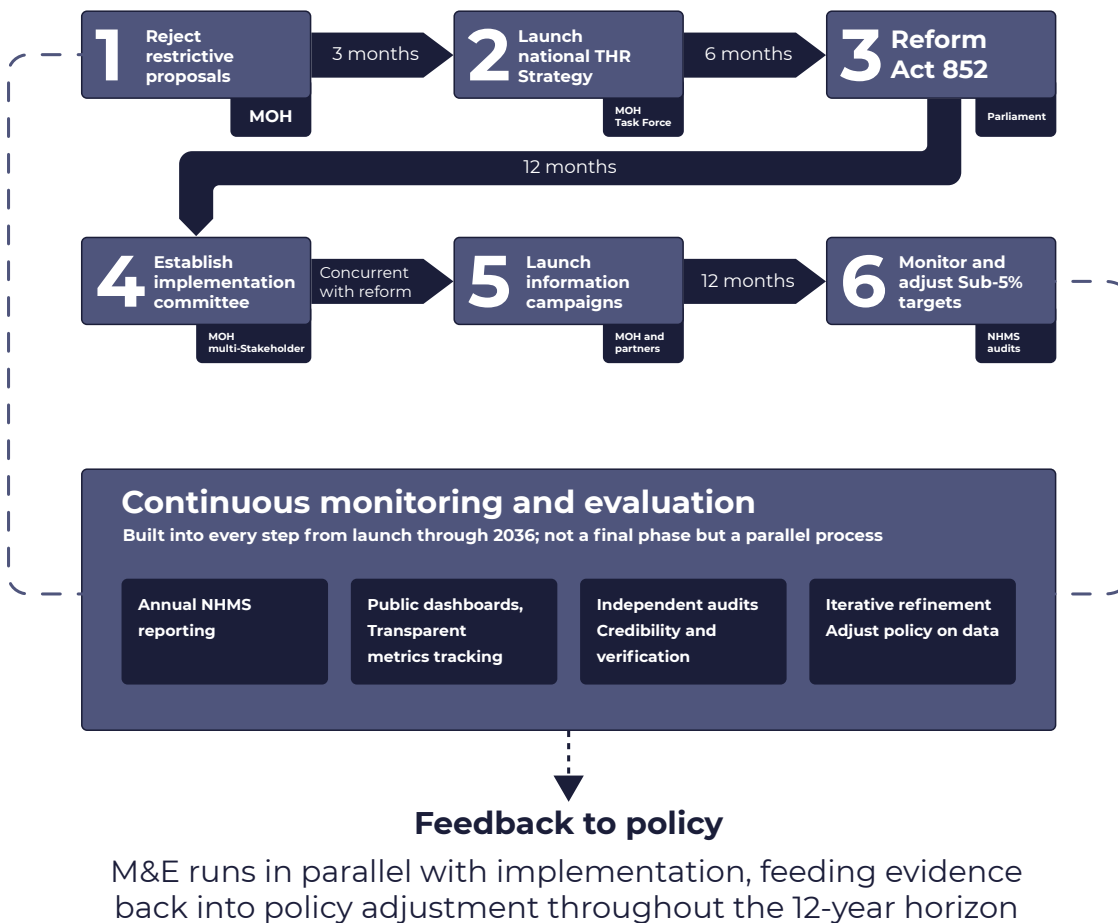 1
Reject
restrictive
proposals
MOH
3 months
2
Launch
national THR
Strategy
MOH
Task Force
6 months
3
Reform
Act 852
Parliament
12 months
4
Establish
implementation
committee
MOH
multi-Stakeholder
Concurrent
with reform
5
Launch
information
campaigns
MOH and
partners
12 months
6
Monitor and
adjust Sub-5%
targets
NHMS
audits
Continuous monitoring and evaluation
Built into every step from launch through 2036; not a final phase but a parallel process
Annual NHMS
reporting
Public dashboards,
Transparent
metrics tracking
Independent audits
Credibility and
verification
Iterative refinement
Adjust policy on data
Feedback to policy
M&E runs in parallel with implementation, feeding evidence
back into policy adjustment throughout the 12-year horizon